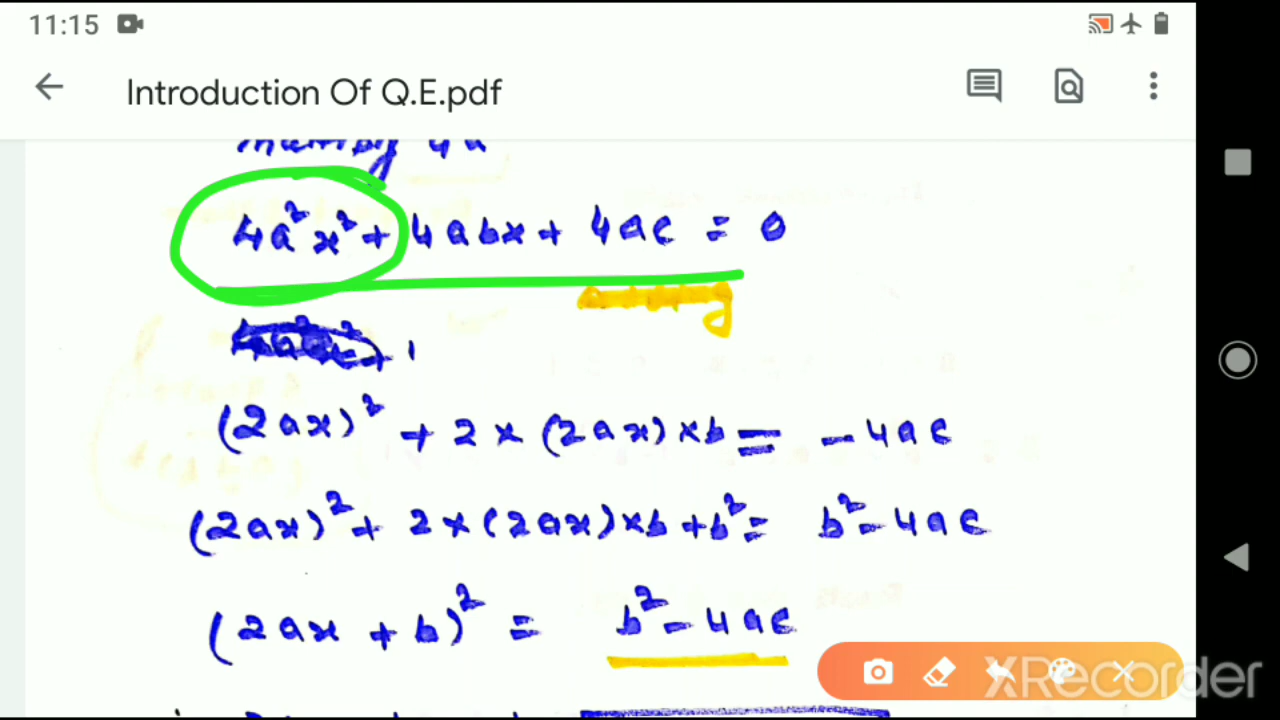 11:15
Introduction Of Q.E.pdf
4a²x² + 4abx + 4ac = 0
(2ax)² + 2 × (2ax) × b = - 4ac
(2ax)² + 2 × (2ax) × b + b² = b² - 4ac
(2ax + b)² = b² - 4ac
XRecorder